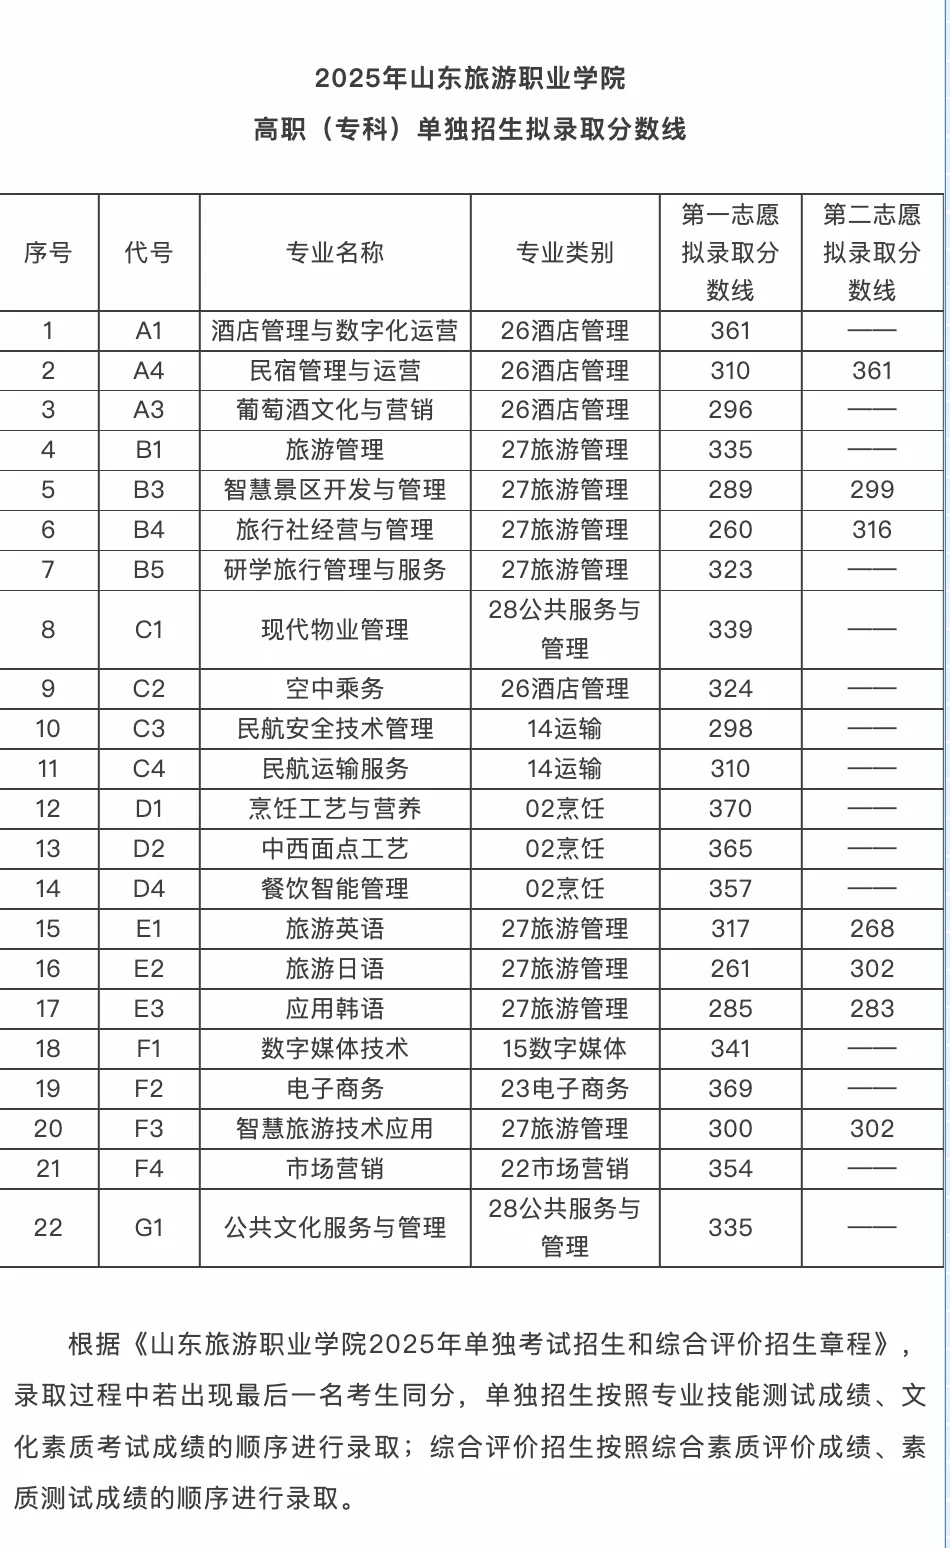 2025年山东旅游职业学院
高职（专科）单独招生拟录取分数线
序号 代号 专业名称 专业类别 第一志愿拟录取分数线 第二志愿拟录取分数线
1 A1 酒店管理与数字化运营 26酒店管理 361 ——
2 A4 民宿管理与运营 26酒店管理 310 361
3 A3 葡萄酒文化与营销 26酒店管理 296 ——
4 B1 旅游管理 27旅游管理 335 ——
5 B3 智慧景区开发与管理 27旅游管理 289 299
6 B4 旅行社经营与管理 27旅游管理 260 316
7 B5 研学旅行管理与服务 27旅游管理 323 ——
8 C1 现代物业管理 28公共服务与管理 339 ——
9 C2 空中乘务 26酒店管理 324 ——
10 C3 民航安全技术管理 14运输 298 ——
11 C4 民航运输服务 14运输 310 ——
12 D1 烹饪工艺与营养 02烹饪 370 ——
13 D2 中西面点工艺 02烹饪 365 ——
14 D4 餐饮智能管理 02烹饪 357 ——
15 E1 旅游英语 27旅游管理 317 268
16 E2 旅游日语 27旅游管理 261 302
17 E3 应用韩语 27旅游管理 285 283
18 F1 数字媒体技术 15数字媒体 341 ——
19 F2 电子商务 23电子商务 369 ——
20 F3 智慧旅游技术应用 27旅游管理 300 302
21 F4 市场营销 22市场营销 354 ——
22 G1 公共文化服务与管理 28公共服务与管理 335 ——
根据《山东旅游职业学院2025年单独考试招生和综合评价招生章程》，
录取过程中若出现最后一名考生同分，单独招生按照专业技能测试成绩、文
化素质考试成绩的顺序进行录取；综合评价招生按照综合素质评价成绩、素
质测试成绩的顺序进行录取。